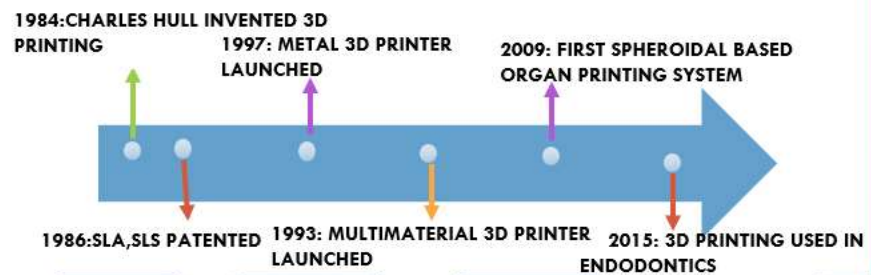 1984:CHARLES HULL INVENTED 3D
PRINTING
1997: METAL 3D PRINTER
LAUNCHED
2009: FIRST SPHEROIDAL BASED
ORGAN PRINTING SYSTEM
1986:SLA,SLS PATENTED
1993: MULTIMATERIAL 3D PRINTER
LAUNCHED
2015: 3D PRINTING USED IN
ENDODONTICS